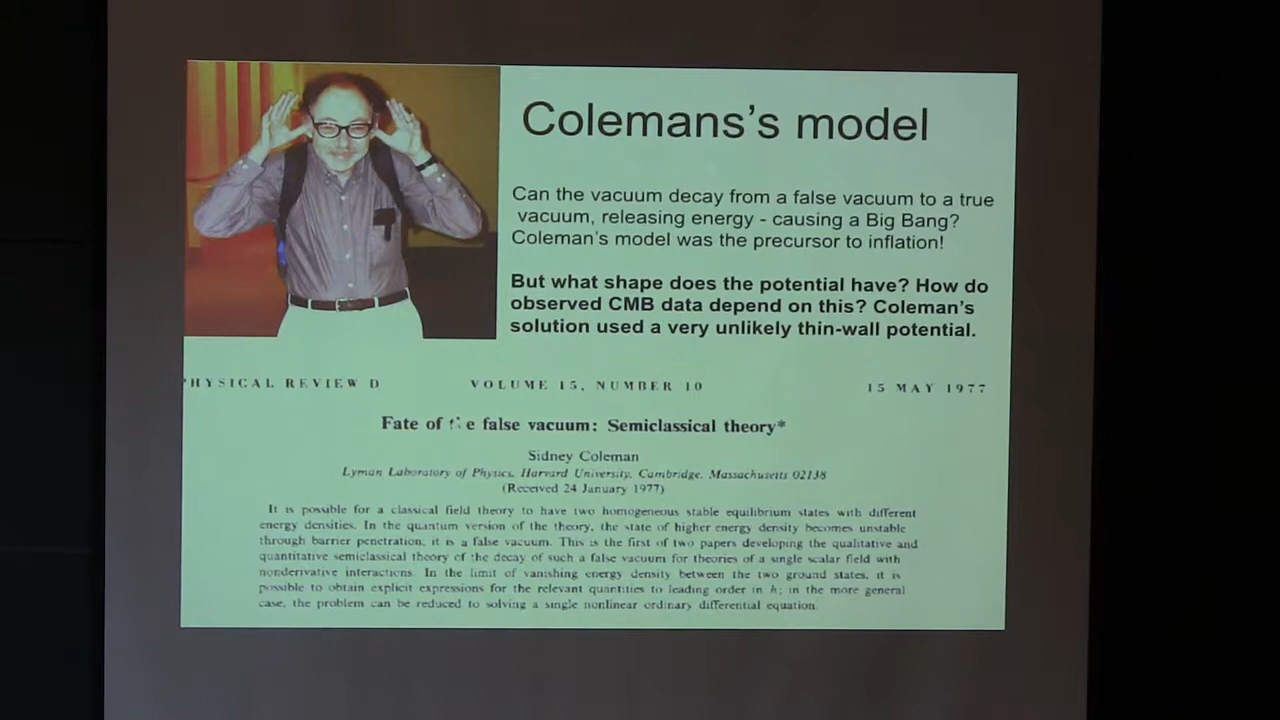 Colemans's model
Can the vacuum decay from a false vacuum to a true
vacuum, releasing energy - causing a Big Bang?
Coleman's model was the precursor to inflation!
But what shape does the potential have? How do
observed CMB data depend on this? Coleman's
solution used a very unlikely thin-wall potential.
PHYSICAL REVIEW D VOLUME 15, NUMBER 10 15 MAY 1977
Fate of the false vacuum: Semiclassical theory*
Sidney Coleman
Lyman Laboratory of Physics, Harvard University, Cambridge, Massachusetts 02138
(Received 24 January 1977)
It is possible for a classical field theory to have two homogeneous stable equilibrium states with different
energy densities. In the quantum version of the theory, the state of higher energy density becomes unstable
through barrier penetration; it is a false vacuum. This is the first of two papers developing the qualitative and
quantitative semiclassical theory of the decay of such a false vacuum for theories of a single scalar field with
nonderivative interactions. In the limit of vanishing energy density between the two ground states, it is
possible to obtain explicit expressions for the relevant quantities to leading order in ℏ; in the more general
case, the problem can be reduced to solving a single nonlinear ordinary differential equation.